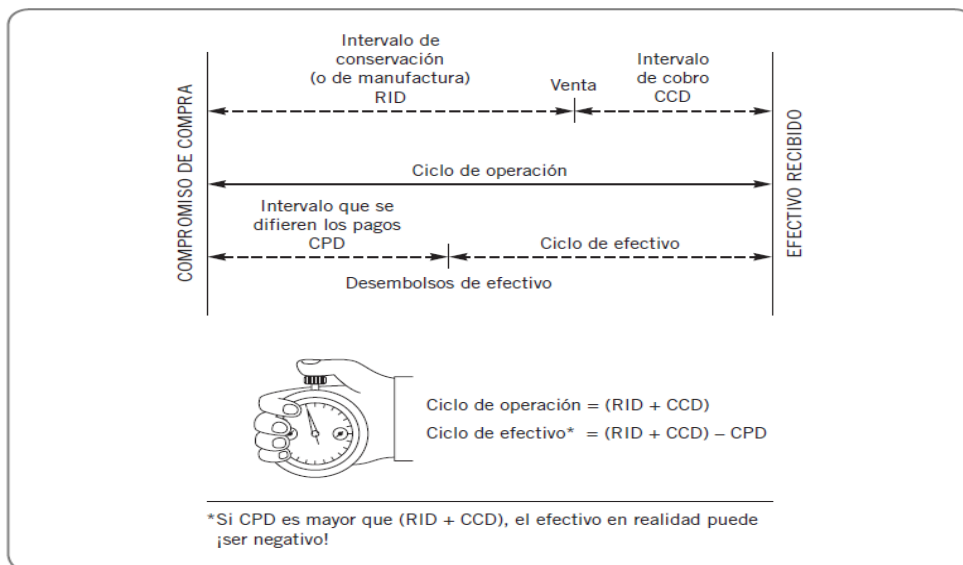 Intervalo de
conservación
(o de manufactura)
RID
Venta
Intervalo
de cobro
CCD
COMPROMISO DE COMPRA
EFECTIVO RECIBIDO
Ciclo de operación
Intervalo que se
difieren los pagos
CPD
Ciclo de efectivo
Desembolsos de efectivo
Ciclo de operación = (RID + CCD)
Ciclo de efectivo* = (RID + CCD) – CPD
*Si CPD es mayor que (RID + CCD), el efectivo en realidad puede
¡ser negativo!